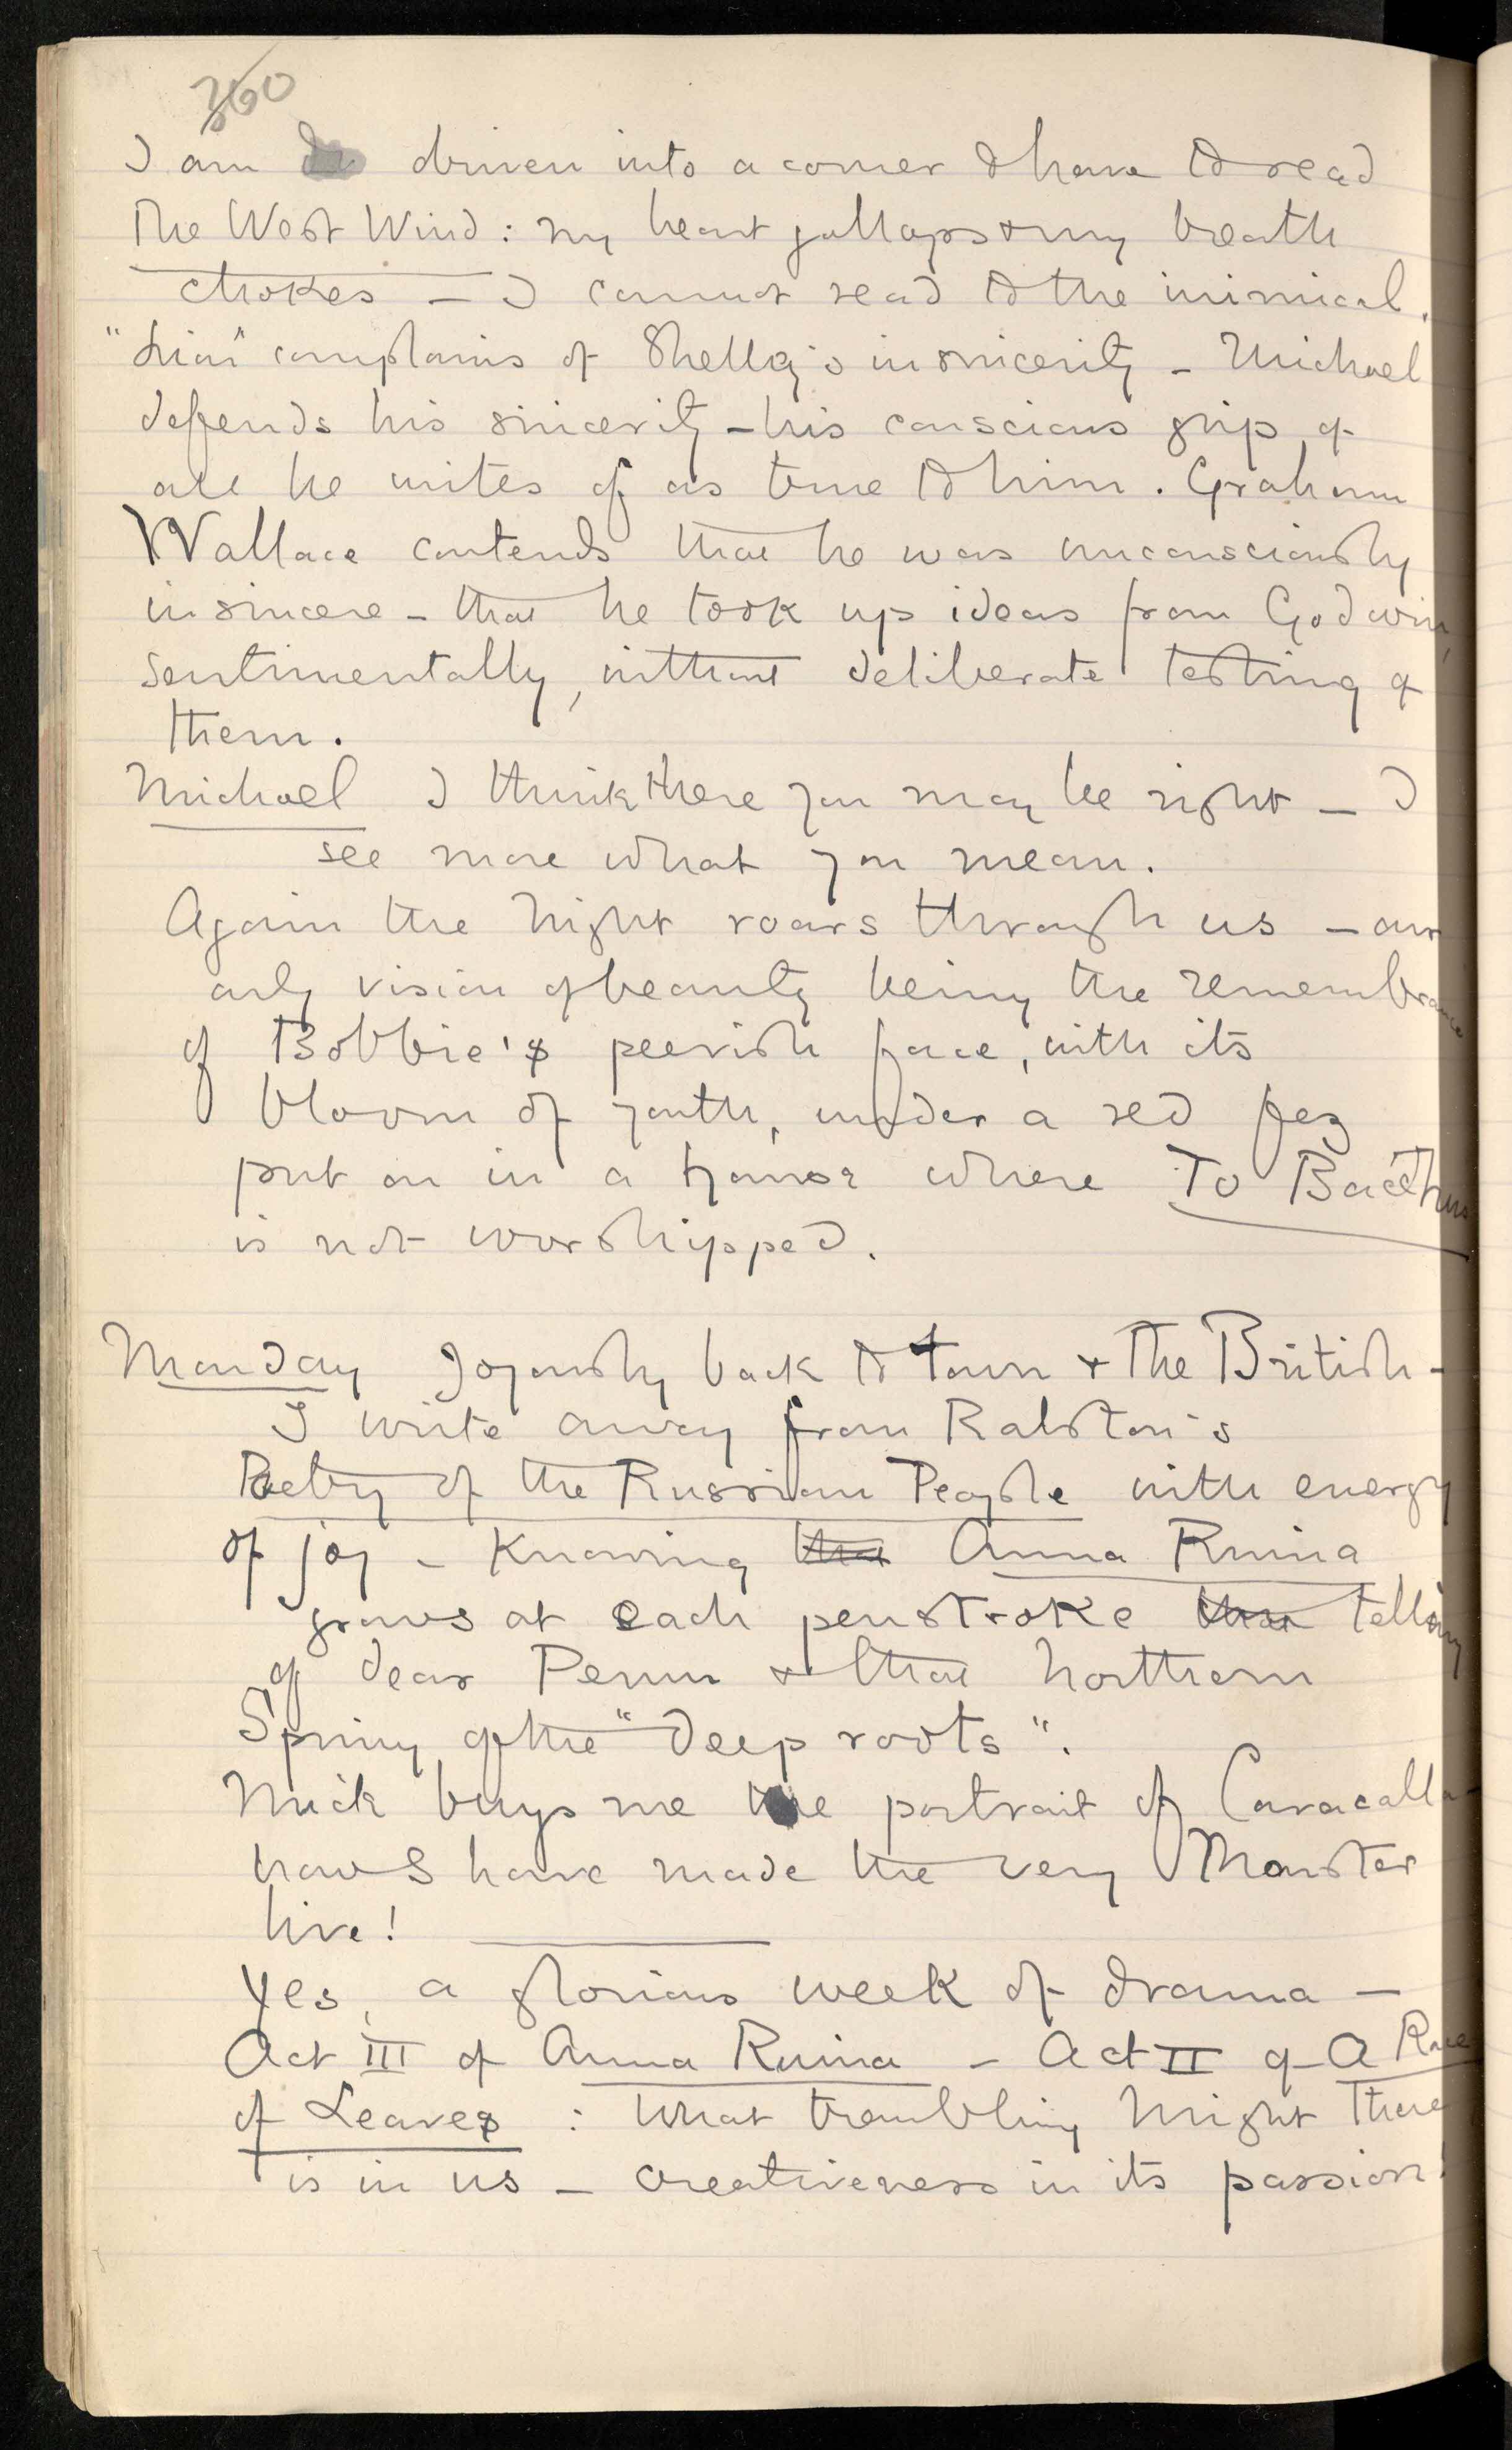 360
I am driven into a corner & have to read
The West Wind: my heart gallops & my breath
chokes – I cannot read to the inimical.
"Lion" complains of Shelley's insincerity – Michael
defends his sincerity – his conscious grip of
all he writes of as true to him. Graham
Wallace contends that he was unconsciously
insincere – that he took up ideas from Godwin,
sentimentally, without deliberate testing of
them.
Michael I think there you may be right – I
see more what you mean.
Again the night roars through us – our
only vision of beauty being the remembrance
of Bobbie's peevish face, with its
bloom of youth, under a red fez
put on in a house where To Bacchus
is not worshipped.
Monday Joyously back to town & the British –
I write away from Ralston's
Poetry of the Russian People with energy
of joy – knowing Anna Ruina
grows at each penstroke telling
of dear Perun & that Northern
Spring of the "deep roots".
Mick buys me the portrait of Caracalla –
how I have made the very Monster
live!
Yes, a glorious week of drama –
Act III of Anna Ruina – Act II of A Race
of Leaves: What trembling might there
is in us – creativeness in its passion!